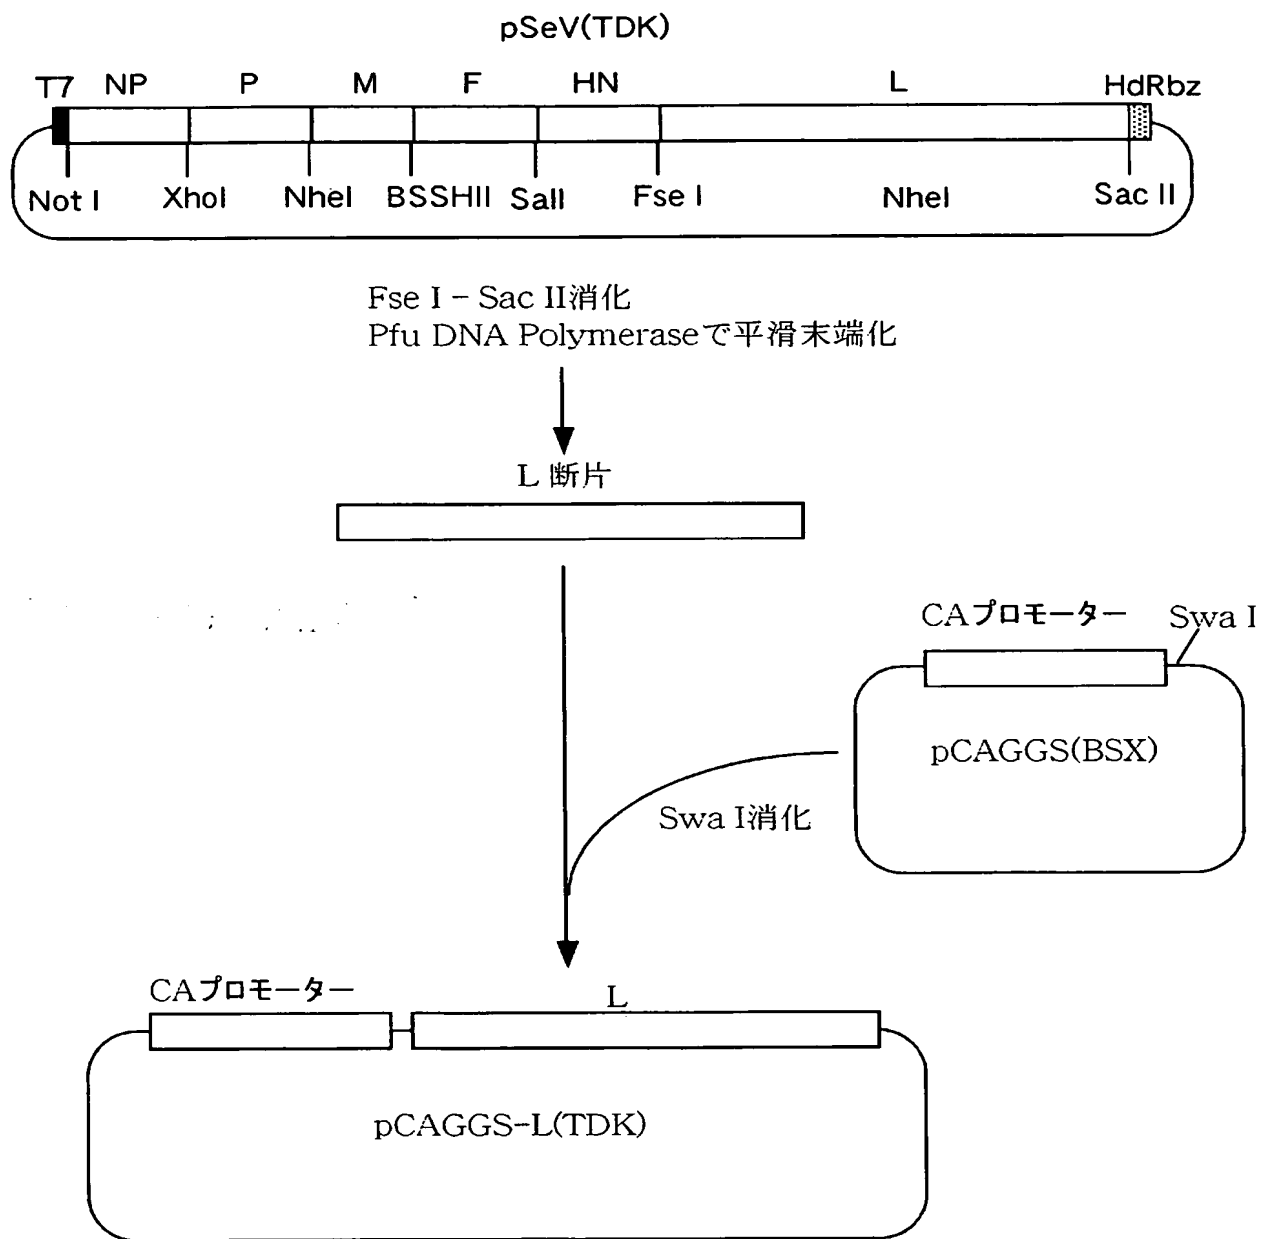 pSeV(TDK)
T7 NP P M F HN L HdRbz
Not I XhoI NheI BSSHII SalI Fse I NheI Sac II
Fse I – Sac II消化
Pfu DNA Polymeraseで平滑末端化
L 断片
CAプロモーター Swa I
pCAGGS(BSX)
Swa I消化
CAプロモーター L
pCAGGS-L(TDK)